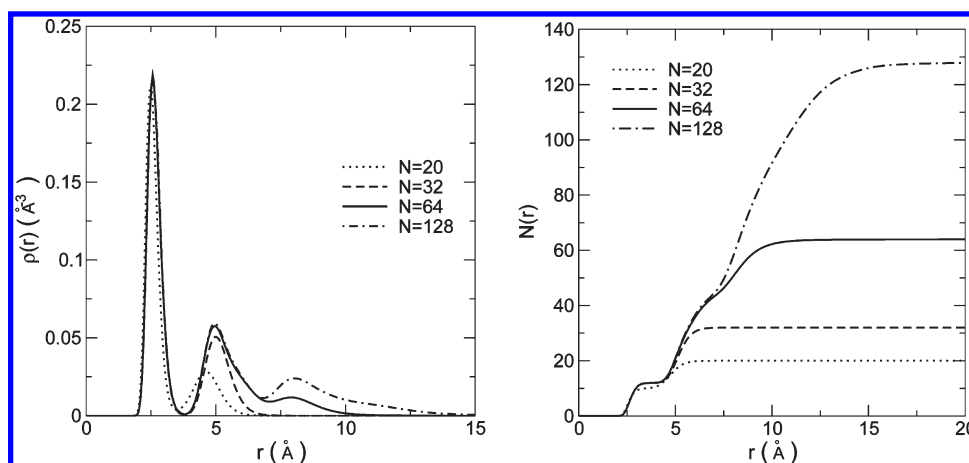 0.25
0.2
0.15
0.1
0.05
0
ρ(r) (Å⁻³)
N=20
N=32
N=64
N=128
0 5 10 15
r (Å)
140
120
100
80
60
40
20
0
N(r)
N=20
N=32
N=64
N=128
0 5 10 15 20
r (Å)